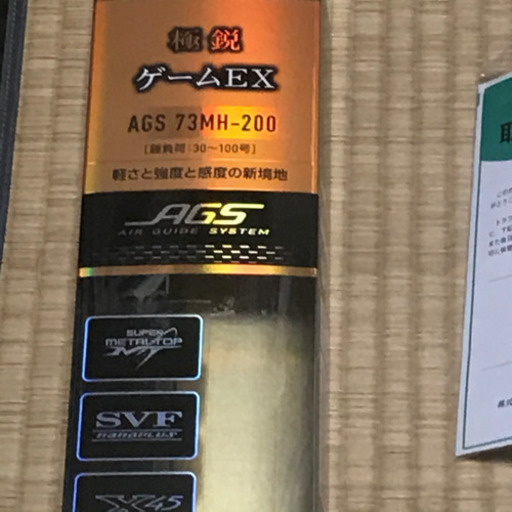 極鋭
ゲームEX
AGS 73MH-200
[錘負荷:30〜100号]
軽さと強度と感度の新境地
AGS
AIR GUIDE SYSTEM
SUPER
METAL-TOP
MT
SVF
nanoPLUS
X45